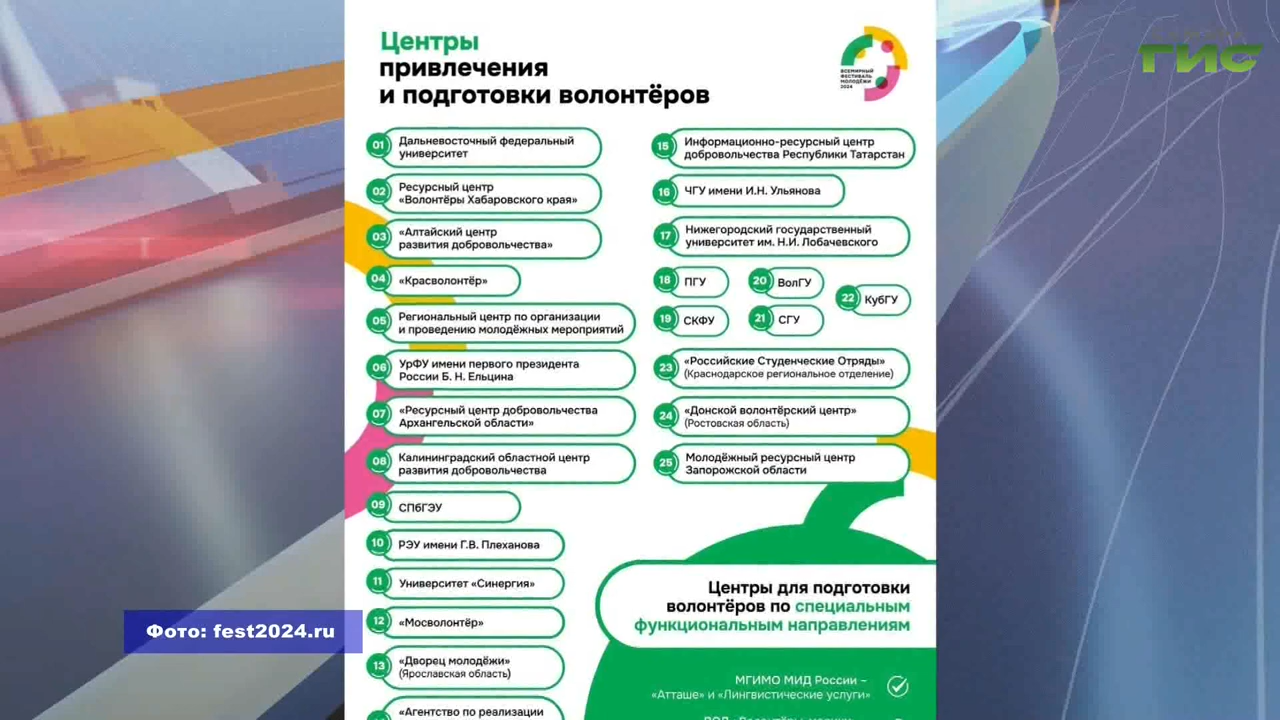 Центры
привлечения
и подготовки волонтёров
ВСЕМИРНЫЙ
ФЕСТИВАЛЬ
МОЛОДЁЖИ
2024
ГИС
01 Дальневосточный федеральный
университет
02 Ресурсный центр
«Волонтёры Хабаровского края»
03 «Алтайский центр
развития добровольчества»
04 «Красволонтёр»
05 Региональный центр по организации
и проведению молодёжных мероприятий
06 УрФУ имени первого президента
России Б. Н. Ельцина
07 «Ресурсный центр добровольчества
Архангельской области»
08 Калининградский областной центр
развития добровольчества
09 СПбГЭУ
10 РЭУ имени Г.В. Плеханова
11 Университет «Синергия»
12 «Мосволонтёр»
13 «Дворец молодёжи»
(Ярославская область)
«Агентство по реализации
15 Информационно-ресурсный центр
добровольчества Республики Татарстан
16 ЧГУ имени И.Н. Ульянова
17 Нижегородский государственный
университет им. Н.И. Лобачевского
18 ПГУ
19 СКФУ
20 ВолГУ
21 СГУ
22 КубГУ
23 «Российские Студенческие Отряды»
(Краснодарское региональное отделение)
24 «Донской волонтёрский центр»
(Ростовская область)
25 Молодёжный ресурсный центр
Запорожской области
Центры для подготовки
волонтёров по специальным
функциональным направлениям
МГИМО МИД России –
«Атташе» и «Лингвистические услуги»
Фото: fest2024.ru